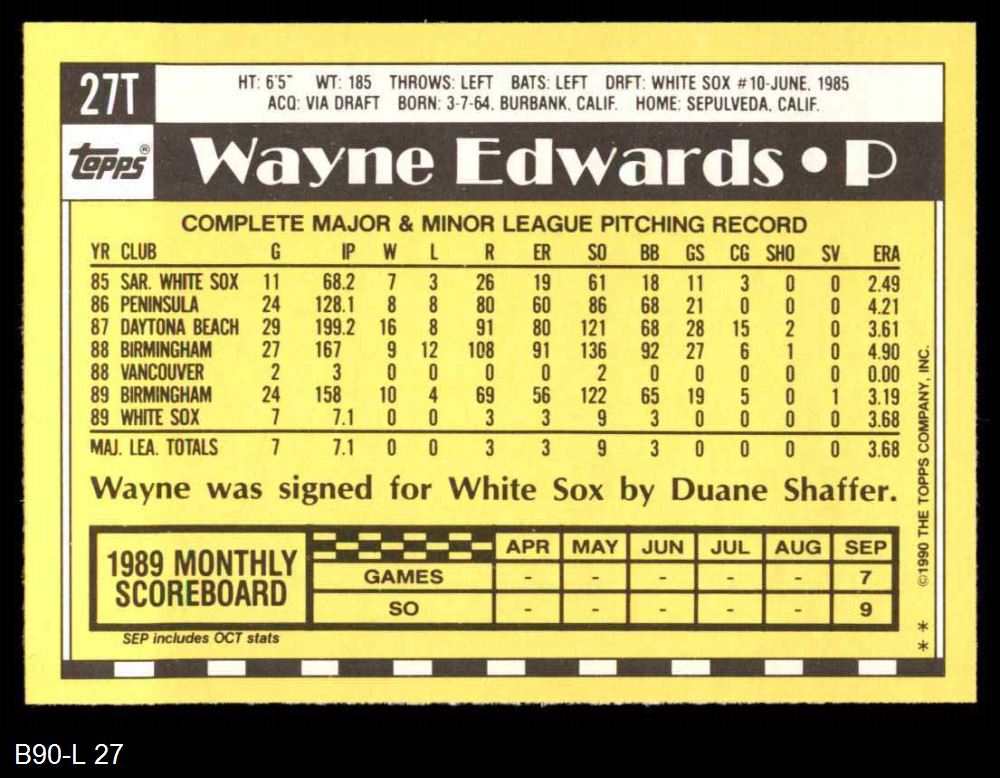 27T
HT: 6'5" WT: 185 THROWS: LEFT BATS: LEFT DRFT: WHITE SOX #10-JUNE, 1985
ACQ: VIA DRAFT BORN: 3-7-64, BURBANK, CALIF. HOME: SEPULVEDA, CALIF.
topps®
Wayne Edwards • P
COMPLETE MAJOR & MINOR LEAGUE PITCHING RECORD
YR CLUB G IP W L R ER SO BB GS CG SHO SV ERA
85 SAR. WHITE SOX 11 68.2 7 3 26 19 61 18 11 3 0 0 2.49
86 PENINSULA 24 128.1 8 8 80 60 86 68 21 0 0 0 4.21
87 DAYTONA BEACH 29 199.2 16 8 91 80 121 68 28 15 2 0 3.61
88 BIRMINGHAM 27 167 9 12 108 91 136 92 27 6 1 0 4.90
88 VANCOUVER 2 3 0 0 0 0 2 0 0 0 0 0 0.00
89 BIRMINGHAM 24 158 10 4 69 56 122 65 19 5 0 1 3.19
89 WHITE SOX 7 7.1 0 0 3 3 9 3 0 0 0 0 3.68
MAJ. LEA. TOTALS 7 7.1 0 0 3 3 9 3 0 0 0 0 3.68
Wayne was signed for White Sox by Duane Shaffer.
1989 MONTHLY
SCOREBOARD
APR MAY JUN JUL AUG SEP
GAMES - - - - - 7
SO - - - - - 9
SEP includes OCT stats
* * ©1990 THE TOPPS COMPANY, INC.
B90-L 27